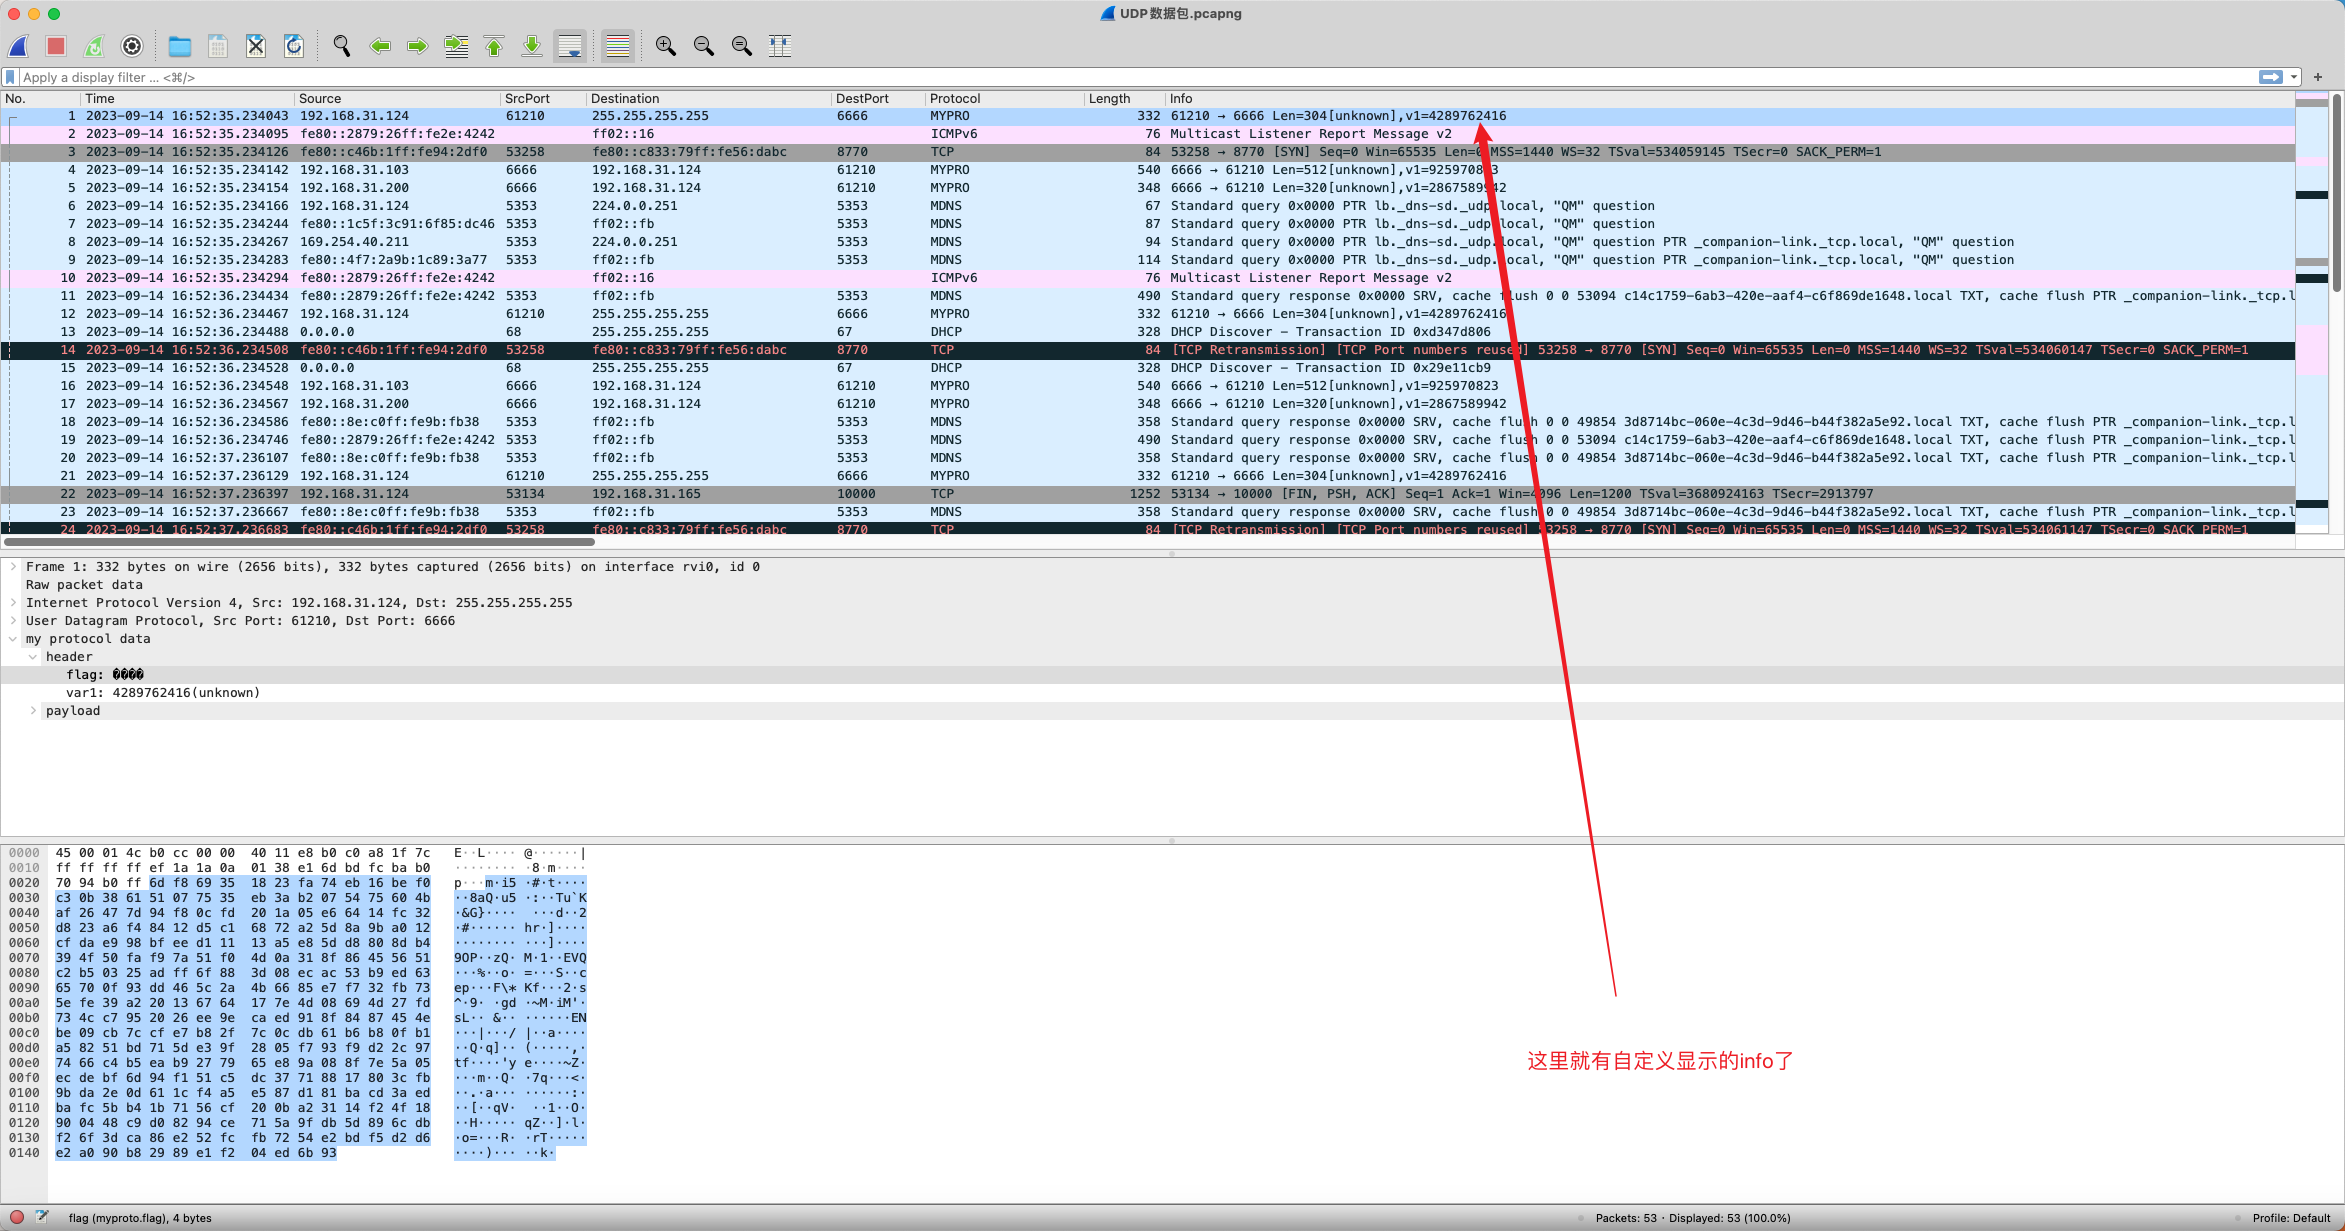 UDP数据包.pcapng
Apply a display filter ... <⌘/>
No. Time Source SrcPort Destination DestPort Protocol Length Info
1 2023-09-14 16:52:35.234043 192.168.31.124 61210 255.255.255.255 6666 MYPRO 332 61210 → 6666 Len=304[unknown],v1=4289762416
2 2023-09-14 16:52:35.234095 fe80::2879:26ff:fe2e:4242 ff02::16 ICMPv6 76 Multicast Listener Report Message v2
3 2023-09-14 16:52:35.234126 fe80::c46b:1ff:fe94:2df0 53258 fe80::c833:79ff:fe56:dabc 8770 TCP 84 53258 → 8770 [SYN] Seq=0 Win=65535 Len=0 MSS=1440 WS=32 TSval=534059145 TSecr=0 SACK_PERM=1
4 2023-09-14 16:52:35.234142 192.168.31.103 6666 192.168.31.124 61210 MYPRO 540 6666 → 61210 Len=512[unknown],v1=925970823
5 2023-09-14 16:52:35.234154 192.168.31.200 6666 192.168.31.124 61210 MYPRO 348 6666 → 61210 Len=320[unknown],v1=2867589942
6 2023-09-14 16:52:35.234166 192.168.31.124 5353 224.0.0.251 5353 MDNS 67 Standard query 0x0000 PTR lb._dns-sd._udp.local, "QM" question
7 2023-09-14 16:52:35.234244 fe80::1c5f:3c91:6f85:dc46 5353 ff02::fb 5353 MDNS 87 Standard query 0x0000 PTR lb._dns-sd._udp.local, "QM" question
8 2023-09-14 16:52:35.234267 169.254.40.211 5353 224.0.0.251 5353 MDNS 94 Standard query 0x0000 PTR lb._dns-sd._udp.local, "QM" question PTR _companion-link._tcp.local, "QM" question
9 2023-09-14 16:52:35.234283 fe80::4f7:2a9b:1c89:3a77 5353 ff02::fb 5353 MDNS 114 Standard query 0x0000 PTR lb._dns-sd._udp.local, "QM" question PTR _companion-link._tcp.local, "QM" question
10 2023-09-14 16:52:35.234294 fe80::2879:26ff:fe2e:4242 ff02::16 ICMPv6 76 Multicast Listener Report Message v2
11 2023-09-14 16:52:36.234434 fe80::2879:26ff:fe2e:4242 5353 ff02::fb 5353 MDNS 490 Standard query response 0x0000 SRV, cache flush 0 0 53094 c14c1759-6ab3-420e-aaf4-c6f869de1648.local TXT, cache flush PTR _companion-link._tcp.l
12 2023-09-14 16:52:36.234467 192.168.31.124 61210 255.255.255.255 6666 MYPRO 332 61210 → 6666 Len=304[unknown],v1=4289762416
13 2023-09-14 16:52:36.234488 0.0.0.0 68 255.255.255.255 67 DHCP 328 DHCP Discover – Transaction ID 0xd347d806
14 2023-09-14 16:52:36.234508 fe80::c46b:1ff:fe94:2df0 53258 fe80::c833:79ff:fe56:dabc 8770 TCP 84 [TCP Retransmission] [TCP Port numbers reused] 53258 → 8770 [SYN] Seq=0 Win=65535 Len=0 MSS=1440 WS=32 TSval=534060147 TSecr=0 SACK_PERM=1
15 2023-09-14 16:52:36.234528 0.0.0.0 68 255.255.255.255 67 DHCP 328 DHCP Discover – Transaction ID 0x29e11cb9
16 2023-09-14 16:52:36.234548 192.168.31.103 6666 192.168.31.124 61210 MYPRO 540 6666 → 61210 Len=512[unknown],v1=925970823
17 2023-09-14 16:52:36.234567 192.168.31.200 6666 192.168.31.124 61210 MYPRO 348 6666 → 61210 Len=320[unknown],v1=2867589942
18 2023-09-14 16:52:36.234586 fe80::8e:c0ff:fe9b:fb38 5353 ff02::fb 5353 MDNS 358 Standard query response 0x0000 SRV, cache flush 0 0 49854 3d8714bc-060e-4c3d-9d46-b44f382a5e92.local TXT, cache flush PTR _companion-link._tcp.l
19 2023-09-14 16:52:36.234746 fe80::2879:26ff:fe2e:4242 5353 ff02::fb 5353 MDNS 490 Standard query response 0x0000 SRV, cache flush 0 0 53094 c14c1759-6ab3-420e-aaf4-c6f869de1648.local TXT, cache flush PTR _companion-link._tcp.l
20 2023-09-14 16:52:37.236107 fe80::8e:c0ff:fe9b:fb38 5353 ff02::fb 5353 MDNS 358 Standard query response 0x0000 SRV, cache flush 0 0 49854 3d8714bc-060e-4c3d-9d46-b44f382a5e92.local TXT, cache flush PTR _companion-link._tcp.l
21 2023-09-14 16:52:37.236129 192.168.31.124 61210 255.255.255.255 6666 MYPRO 332 61210 → 6666 Len=304[unknown],v1=4289762416
22 2023-09-14 16:52:37.236397 192.168.31.124 53134 192.168.31.165 10000 TCP 1252 53134 → 10000 [FIN, PSH, ACK] Seq=1 Ack=1 Win=4096 Len=1200 TSval=3680924163 TSecr=2913797
23 2023-09-14 16:52:37.236667 fe80::8e:c0ff:fe9b:fb38 5353 ff02::fb 5353 MDNS 358 Standard query response 0x0000 SRV, cache flush 0 0 49854 3d8714bc-060e-4c3d-9d46-b44f382a5e92.local TXT, cache flush PTR _companion-link._tcp.l
24 2023-09-14 16:52:37.236683 fe80::c46b:1ff:fe94:2df0 53258 fe80::c833:79ff:fe56:dabc 8770 TCP 84 [TCP Retransmission] [TCP Port numbers reused] 53258 → 8770 [SYN] Seq=0 Win=65535 Len=0 MSS=1440 WS=32 TSval=534061147 TSecr=0 SACK_PERM=1
Frame 1: 332 bytes on wire (2656 bits), 332 bytes captured (2656 bits) on interface rvi0, id 0
Raw packet data
Internet Protocol Version 4, Src: 192.168.31.124, Dst: 255.255.255.255
User Datagram Protocol, Src Port: 61210, Dst Port: 6666
my protocol data
header
flag: ����
var1: 4289762416(unknown)
payload
0000 45 00 01 4c b0 cc 00 00 40 11 e8 b0 c0 a8 1f 7c E··L···· @······|
0010 ff ff ff ff ef 1a 1a 0a 01 38 e1 6d bd fc ba b0 ········ ·8·m····
0020 70 94 b0 ff 6d f8 69 35 18 23 fa 74 eb 16 be f0 p···m·i5 ·#·t····
0030 c3 0b 38 61 51 07 75 35 eb 3a b2 07 54 75 60 4b ··8aQ·u5 ·:··Tu`K
0040 af 26 47 7d 94 f8 0c fd 20 1a 05 e6 64 14 fc 32 ·&G}···· ···d··2
0050 d8 23 a6 f4 84 12 d5 c1 68 72 a2 5d 8a 9b a0 12 ·#······ hr·]····
0060 cf da e9 98 bf ee d1 11 13 a5 e8 5d d8 80 8d b4 ········ ···]····
0070 39 4f 50 fa f9 7a 51 f0 4d 0a 31 8f 86 45 56 51 9OP··zQ· M·1··EVQ
0080 c2 b5 03 25 ad ff 6f 88 3d 08 ec ac 53 b9 ed 63 ···%··o· =···S··c
0090 65 70 0f 93 dd 46 5c 2a 4b 66 85 e7 f7 32 fb 73 ep···F\* Kf···2·s
00a0 5e fe 39 a2 20 13 67 64 17 7e 4d 08 69 4d 27 fd ^·9· ·gd ·~M·iM'·
00b0 73 4c c7 95 20 26 ee 9e ca ed 91 8f 84 87 45 4e sL·· &·· ······EN
00c0 be 09 cb 7c cf e7 b8 2f 7c 0c db 61 b6 b8 0f b1 ···|···/ |··a····
00d0 a5 82 51 bd 71 5d e3 9f 28 05 f7 93 f9 d2 2c 97 ··Q·q]·· (·····,·
00e0 74 66 c4 b5 ea b9 27 79 65 e8 9a 08 8f 7e 5a 05 tf····'y e····~Z·
00f0 ec de bf 6d 94 f1 51 c5 dc 37 71 88 17 80 3c fb ···m··Q· ·7q···<·
0100 9b da 2e 0d 61 1c f4 a5 e5 87 d1 81 ba cd 3a ed ··.·a··· ······:·
0110 ba fc 5b b4 1b 71 56 cf 20 0b a2 31 14 f2 4f 18 ··[··qV· ··1··O·
0120 90 04 48 c9 d0 82 94 ce 71 5a 9f db 5d 89 6c db ··H····· qZ··]·l·
0130 f2 6f 3d ca 86 e2 52 fc fb 72 54 e2 bd f5 d2 d6 ·o=···R· ·rT·····
0140 e2 a0 90 b8 29 89 e1 f2 04 ed 6b 93 ····)··· ··k·
这里就有自定义显示的info了
flag (myproto.flag), 4 bytes Packets: 53 · Displayed: 53 (100.0%) Profile: Default